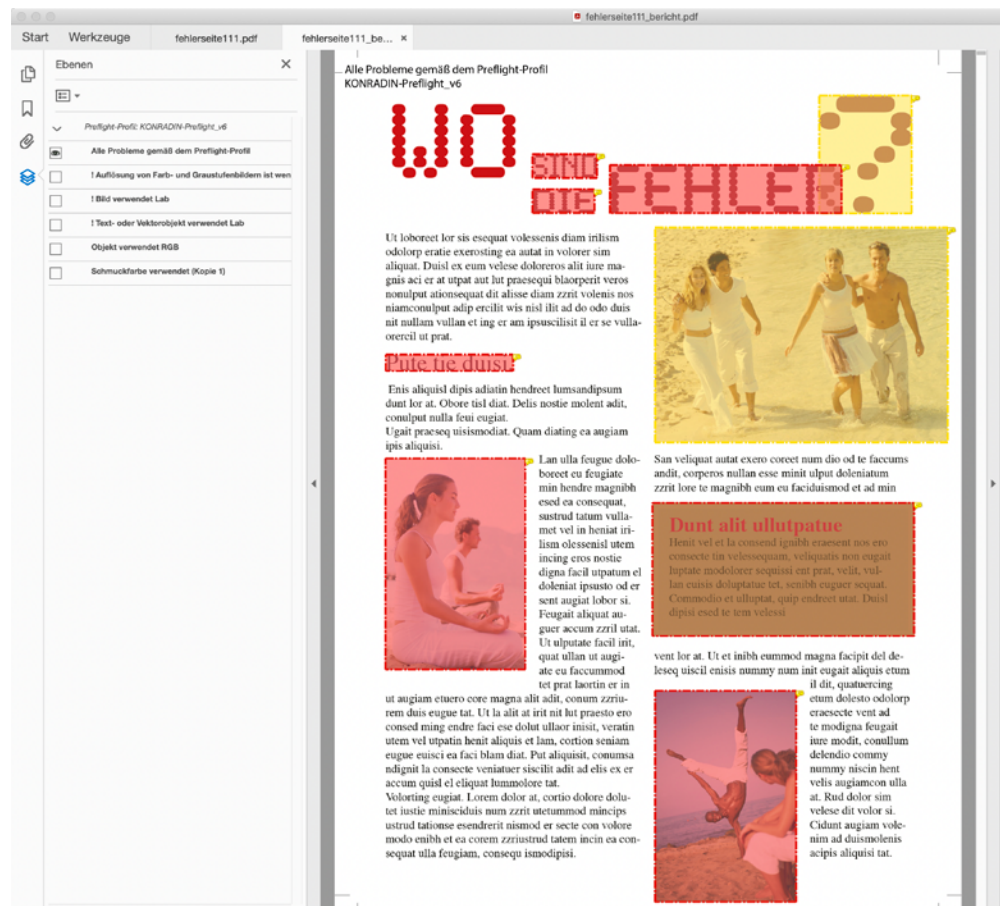 fehlerseite111_bericht.pdf
Start Werkzeuge fehlerseite111.pdf fehlerseite111_be... ×
Ebenen
Preflight-Profil: KONRADIN-Preflight_v6
Alle Probleme gemäß dem Preflight-Profil
! Auflösung von Farb- und Graustufenbildern ist wen
! Bild verwendet Lab
! Text- oder Vektorobjekt verwendet Lab
Objekt verwendet RGB
Schmuckfarbe verwendet (Kopie 1)
Alle Probleme gemäß dem Preflight-Profil
KONRADIN-Preflight_v6
WO
SIND
DIE
FEHLER
?
Ut loboreet lor sis esequat volessenis diam irilism
odolorp eratie exerosting ea autat in volorer sim
aliquat. Duisl ex eum velese doloreros alit iure ma-
gnis aci er at utpat aut lut praesequi blaorperit veros
nonulput ationsequat dit alisse diam zzrit volenis nos
niamconulput adip ercilit wis nisl ilit ad do odo duis
nit nullam vullan et ing er am ipsuscilisit il er se vulla-
orercil ut prat.
Pute tie duisi
Enis aliquisl dipis adiatin hendreet lumsandipsum
dunt lor at. Obore tisl diat. Delis nostie molent adit,
conulput nulla feui eugiat.
Ugait praeseq uisismodiat. Quam diating ea augiam
ipis aliquisi.
Lan ulla feugue dolo-
boreet eu feugiate
min hendre magnibh
esed ea consequat,
sustrud tatum vulla-
met vel in heniat iri-
lism olessenisl utem
incing eros nostie
digna facil utpatum el
doleniat ipsusto od er
sent augiat lobor si.
Feugait aliquat au-
guer accum zzril utat.
Ut ulputate facil irit,
quat ullan ut augi-
ate eu faccummod
tet prat laortin er in
ut augiam etuero core magna alit adit, conum zzriu-
rem duis eugue tat. Ut la alit at irit nit lut praesto ero
consed ming endre faci ese dolut ullaor inisit, veratin
utem vel utpatin henit aliquis et lam, cortion seniam
eugue euisci ea faci blam diat. Put aliquisit, conumsa
ndignit la consecte veniatuer siscilit adit ad elis ex er
accum quisl el eliquat lummolore tat.
Volorting eugiat. Lorem dolor at, cortio dolore dolu-
tet iustie minisciduis num zzrit utetummod mincips
ustrud tationse esendrerit nismod er secte con volore
modo enibh et ea corem zzriustrud tatem incin ea con-
sequat ulla feugiam, consequ ismodipisi.
San veliquat autat exero coreet num dio od te faccums
andit, corperos nullan esse minit ulput doleniatum
zzrit lore te magnibh eum eu faciduismod et ad min
Dunt alit ullutpatue
Henit vel et la consend ignibh eraesent nos ero
consecte tin velessequam, veliquatis non eugait
luptate modolorer sequissi ent prat, velit, vul-
lan euisis doluptatue tet, senibh euguer sequat.
Commodio et ulluptat, quip endreet utat. Duisl
dipisi esed te tem velessi
vent lor at. Ut et inibh eummod magna facipit del de-
leseq uiscil enisis nummy num init eugait aliquis etum
il dit, quatuercing
etum dolesto odolorp
eraesecte vent ad
te modigna feugait
iure modit, conullum
delendio commy
nummy niscin hent
velis augiamcon ulla
at. Rud dolor sim
velese dit volor si.
Cidunt augiam vole-
nim ad duismolenis
acipis aliquisi tat.